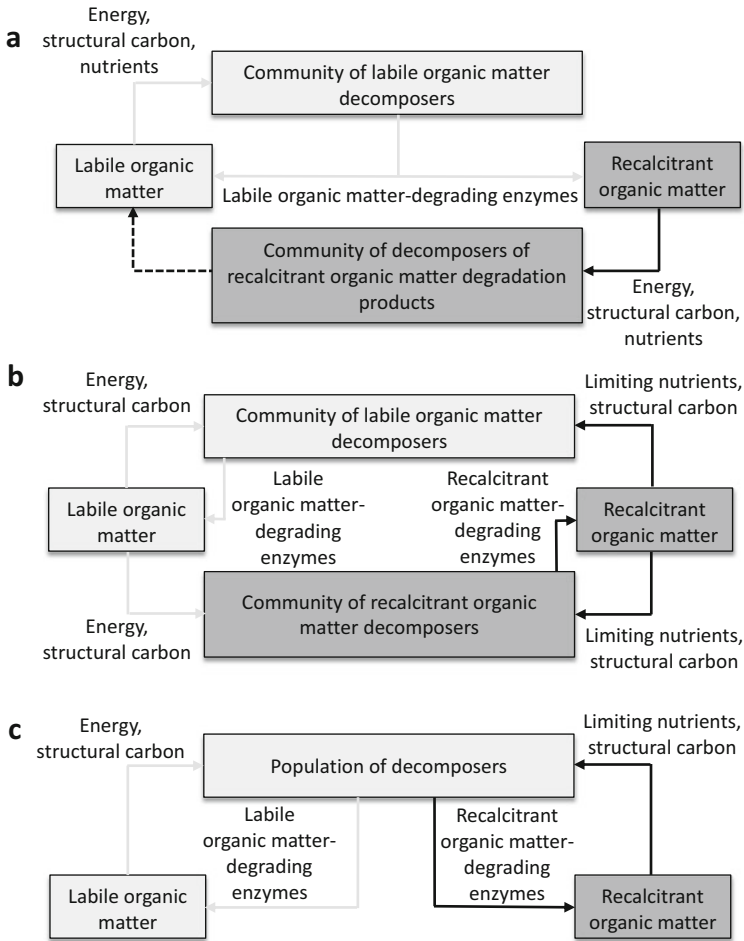 a
Energy,
structural carbon,
nutrients
Community of labile organic matter
decomposers
Labile organic
matter
Recalcitrant
organic matter
Labile organic matter-degrading enzymes
Community of decomposers of
recalcitrant organic matter degradation
products
Energy,
structural carbon,
nutrients
b
Energy,
structural carbon
Community of labile organic matter
decomposers
Limiting nutrients,
structural carbon
Labile organic
matter
Labile
organic matter-
degrading
enzymes
Recalcitrant
organic matter-
degrading
enzymes
Recalcitrant
organic matter
Energy,
structural carbon
Community of recalcitrant organic
matter decomposers
Limiting nutrients,
structural carbon
c
Energy,
structural carbon
Population of decomposers
Limiting nutrients,
structural carbon
Labile
organic matter-
degrading
enzymes
Recalcitrant
organic matter-
degrading
enzymes
Labile organic
matter
Recalcitrant
organic matter